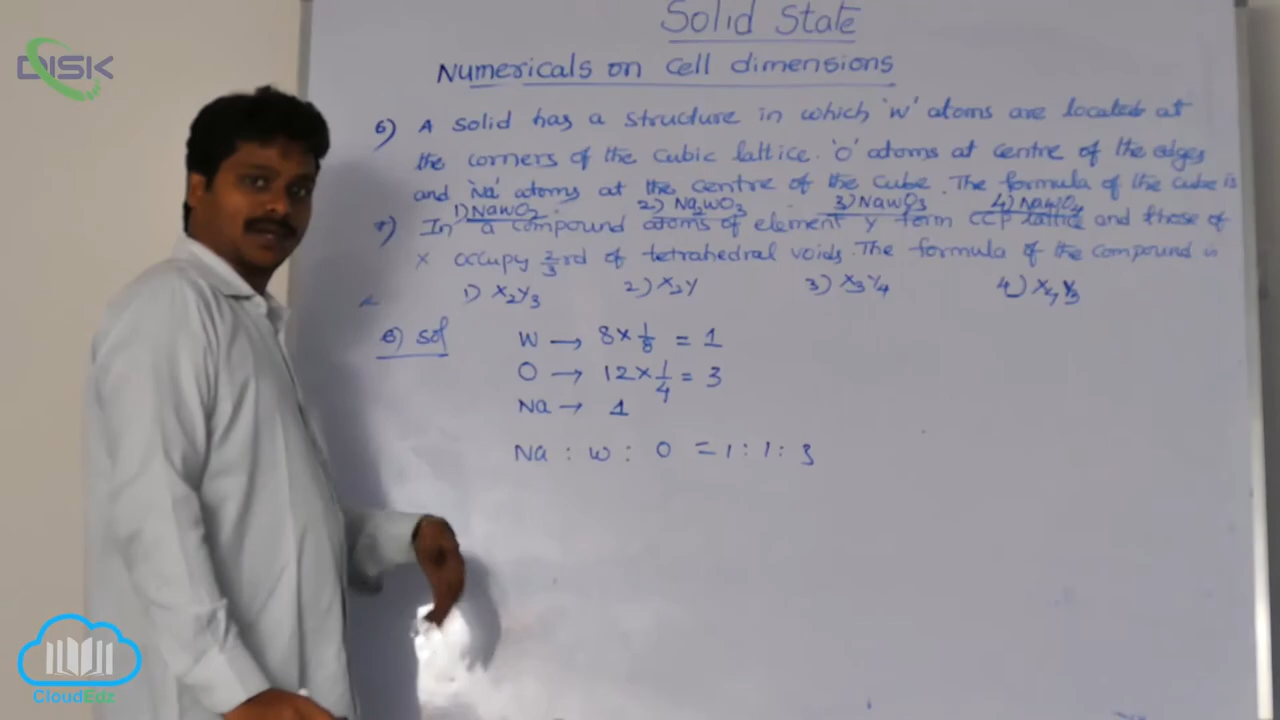 DISK
Solid State
Numericals on cell dimensions
6) A solid has a structure in which 'W' atoms are located at
the corners of the cubic lattice. 'O' atoms at centre of the edges
and 'Na' atoms at the centre of the cube. The formula of the cube is
1) NaWO2 2) Na2WO3 3) NaWO3 4) NaWO4
7) In a compound atoms of element Y form CCP lattice and those of
X occupy 2/3rd of tetrahedral voids. The formula of the compound is
1) X2Y3 2) X2Y 3) X3Y4 4) X4Y3
6) Sol W → 8 × 1/8 = 1
O → 12 × 1/4 = 3
Na → 1
Na : W : O = 1 : 1 : 3
CloudEdz